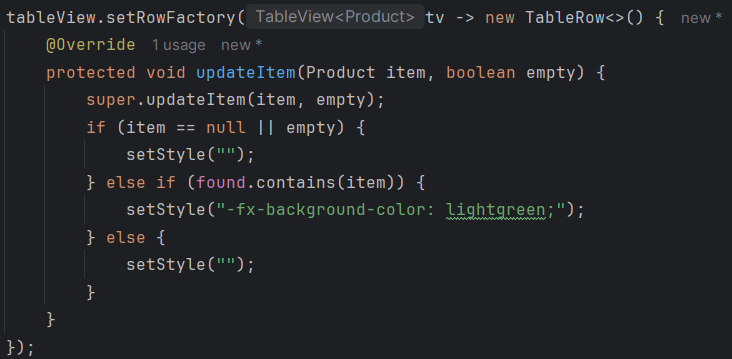 tableView.setRowFactory( TableView<Product> tv -> new TableRow<>() { new *
    @Override 1 usage new *
    protected void updateItem(Product item, boolean empty) {
        super.updateItem(item, empty);
        if (item == null || empty) {
            setStyle("");
        } else if (found.contains(item)) {
            setStyle("-fx-background-color: lightgreen;");
        } else {
            setStyle("");
        }
    }
});